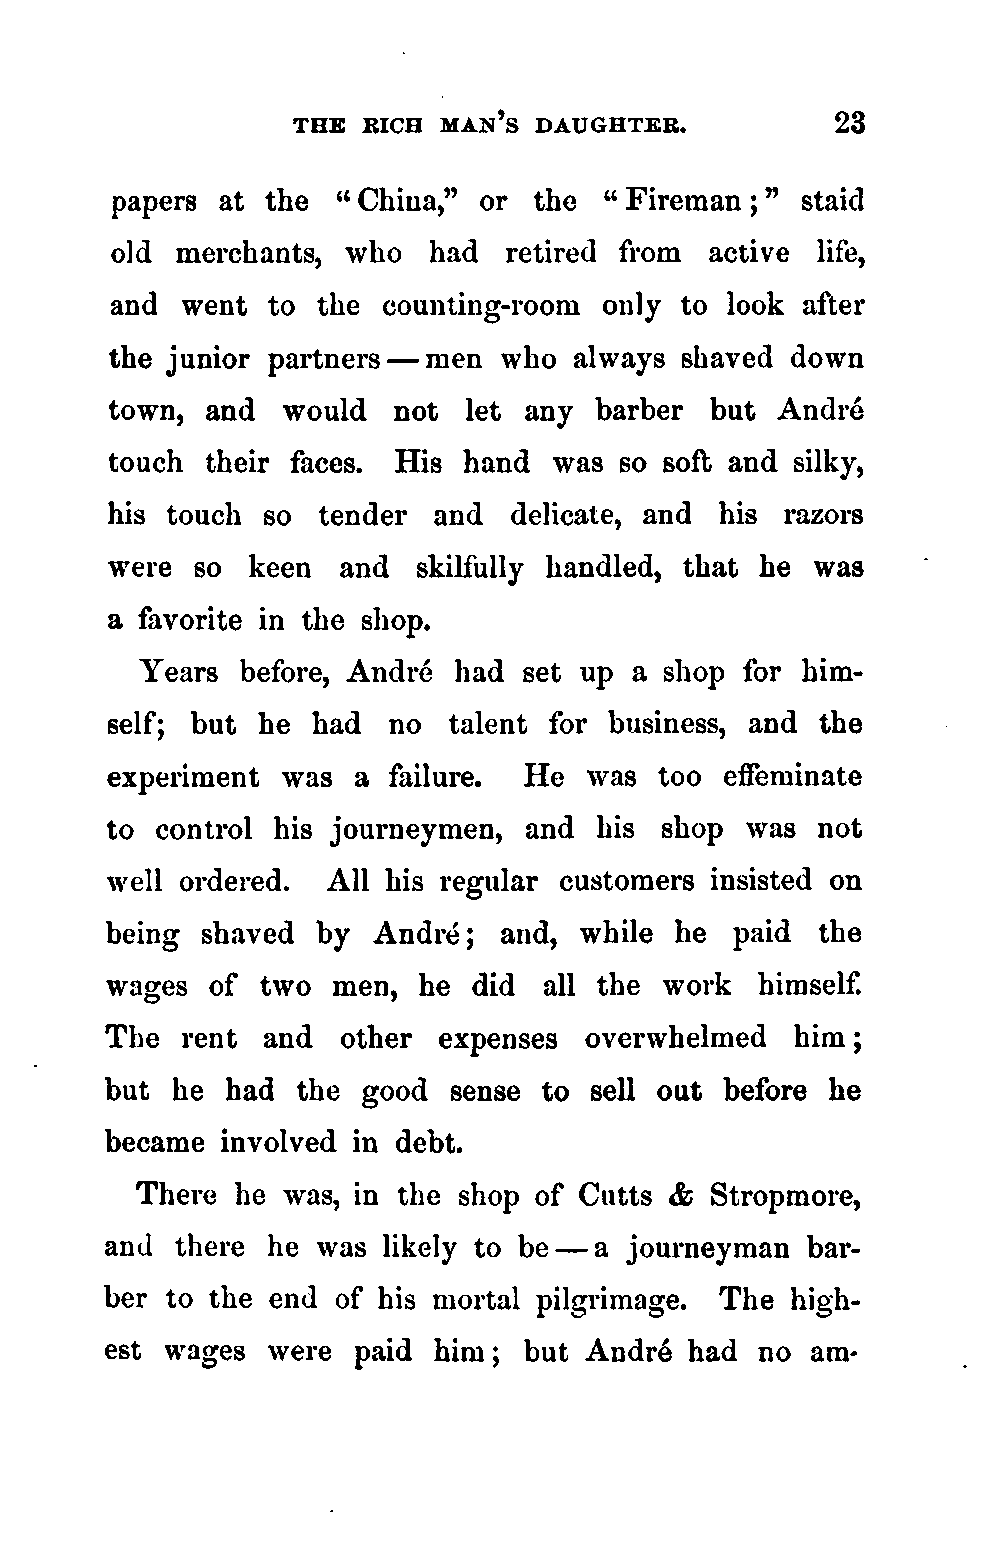 THE RICH MAN'S DAUGHTER. 23
papers at the "China," or the "Fireman;" staid
old merchants, who had retired from active life,
and went to the counting-room only to look after
the junior partners — men who always shaved down
town, and would not let any barber but André
touch their faces. His hand was so soft and silky,
his touch so tender and delicate, and his razors
were so keen and skilfully handled, that he was
a favorite in the shop.
Years before, André had set up a shop for him-
self; but he had no talent for business, and the
experiment was a failure. He was too effeminate
to control his journeymen, and his shop was not
well ordered. All his regular customers insisted on
being shaved by André; and, while he paid the
wages of two men, he did all the work himself.
The rent and other expenses overwhelmed him;
but he had the good sense to sell out before he
became involved in debt.
There he was, in the shop of Cutts & Stropmore,
and there he was likely to be — a journeyman bar-
ber to the end of his mortal pilgrimage. The high-
est wages were paid him; but André had no am-